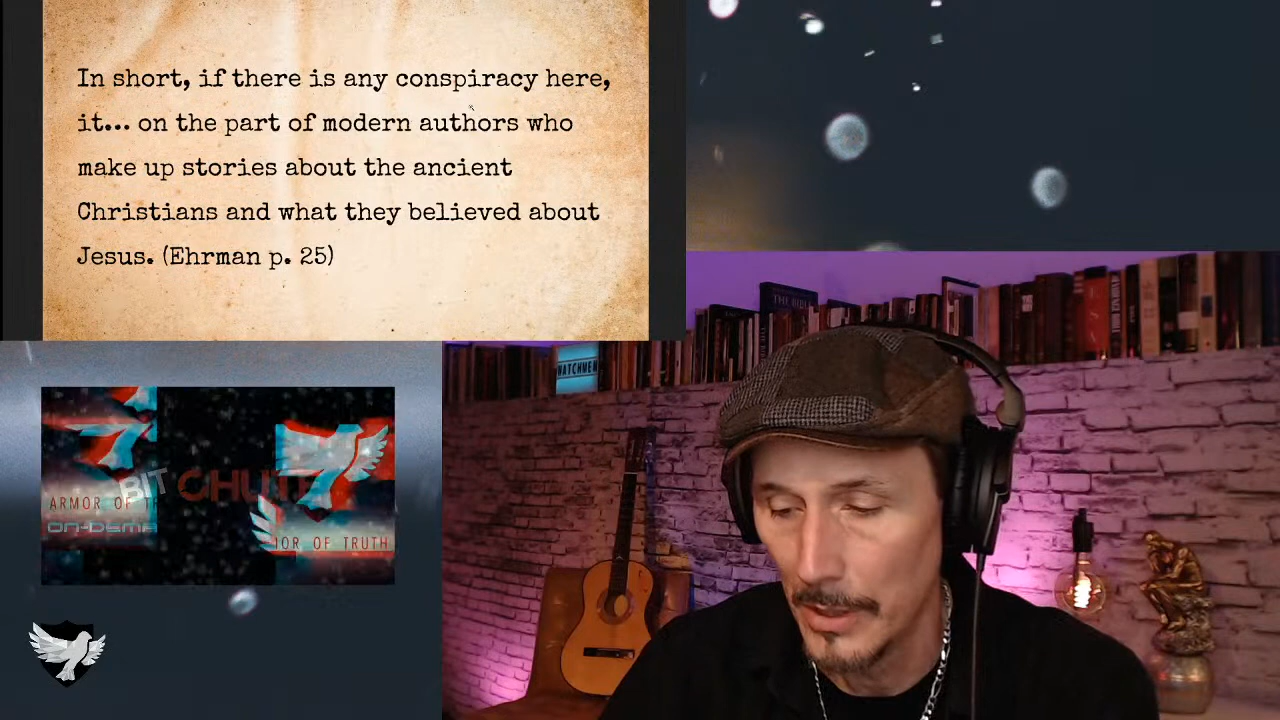 In short, if there is any conspiracy here,
it... on the part of modern authors who
make up stories about the ancient
Christians and what they believed about
Jesus. (Ehrman p. 25)
THE BIBLE
WATCHMEN
BIT CHUTE
ARMOR OF T
ON-DEMA
OR OF TRUTH